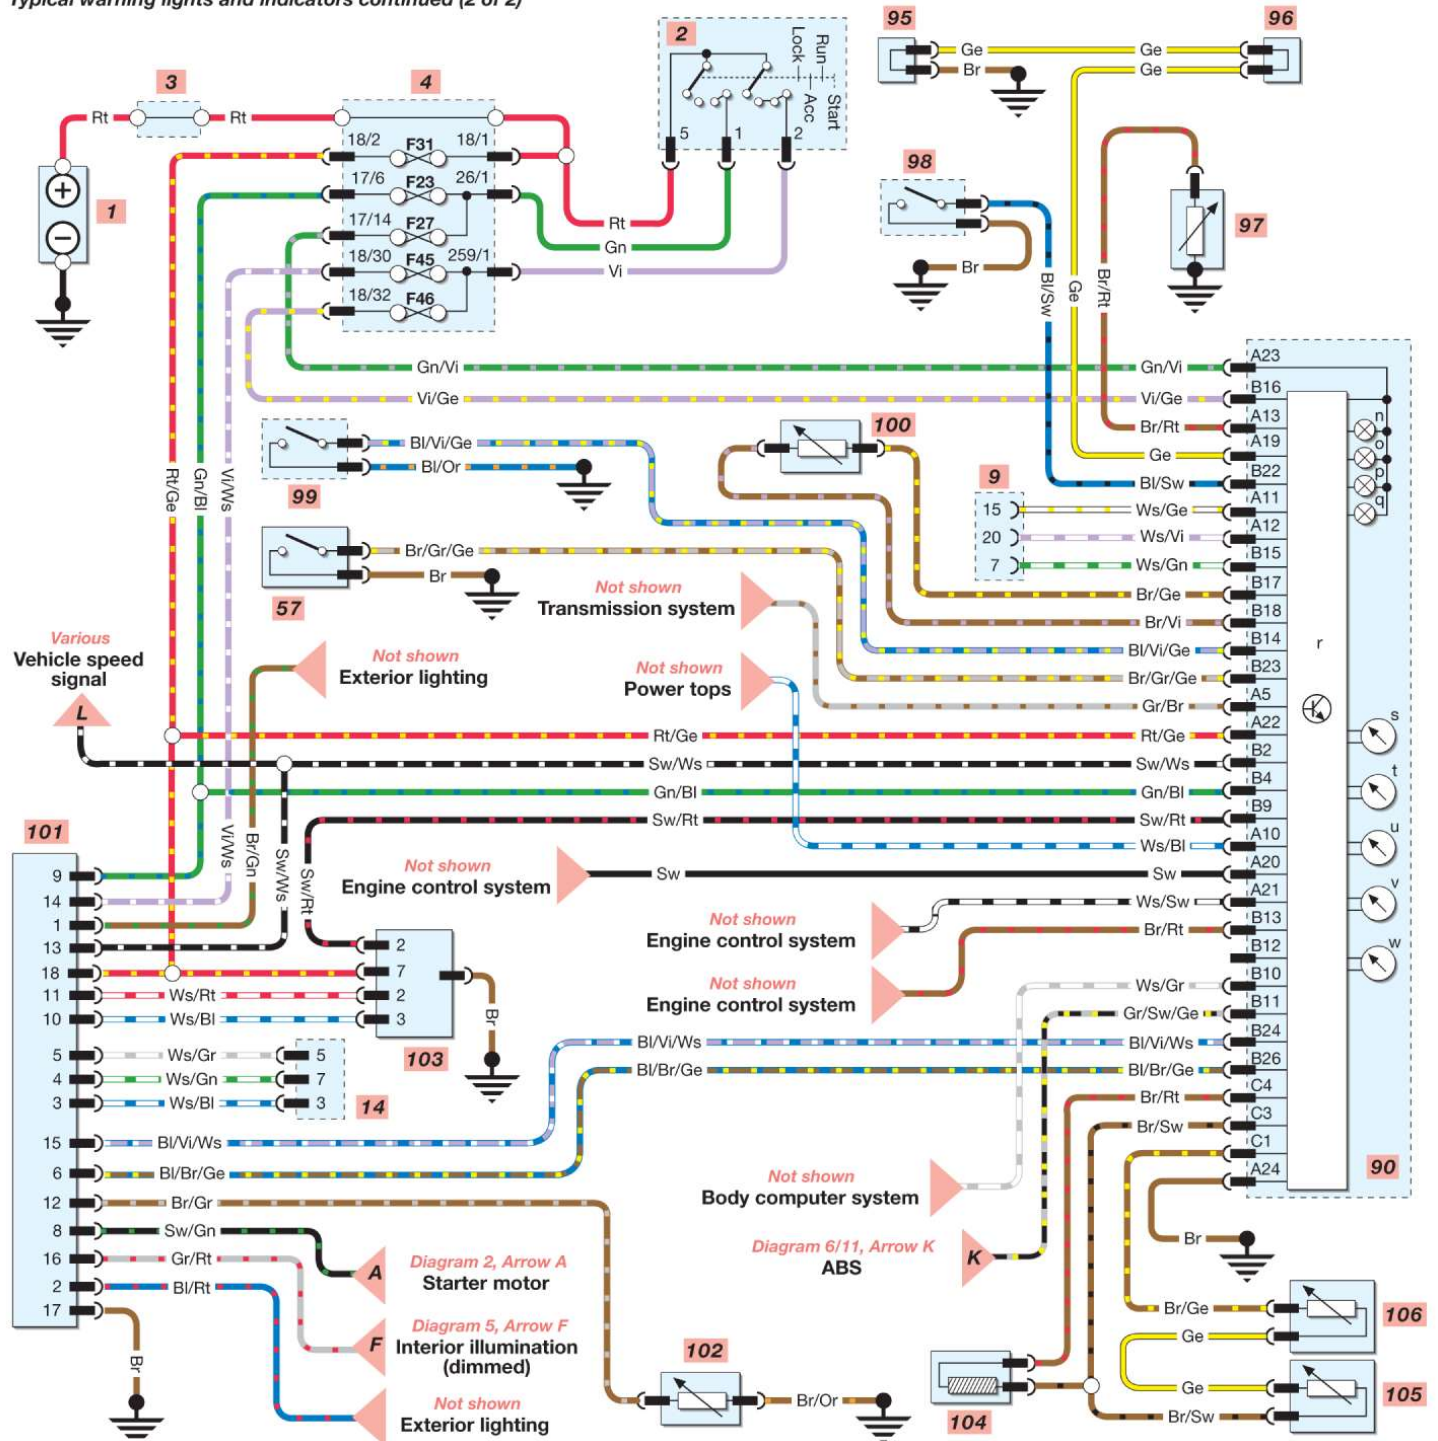 Typical warning lights and indicators continued (2 of 2)
95
96
Ge
Ge
Br
Ge
2
Lock
Run
Acc
Start
5
1
2
3
4
Rt
Rt
18/2
F31
18/1
17/6
F23
26/1
17/14
F27
18/30
F45
259/1
18/32
F46
1
Rt
Gn
Vi
98
Br
97
Bl/Sw
Ge
Br/Rt
Gn/Vi
Gn/Vi
A23
Vi/Ge
Vi/Ge
B16
Br/Rt
A13
n
Ge
A19
o
Bl/Sw
B22
p
Ws/Ge
A11
q
Ws/Vi
A12
Ws/Gn
B15
Br/Ge
B17
Br/Vi
B18
Bl/Vi/Ge
B14
Br/Gr/Ge
B23
Gr/Br
A5
r
100
99
Bl/Vi/Ge
Bl/Or
9
15
20
7
Rt/Ge
Gn/Bl
Vi/Ws
57
Br/Gr/Ge
Br
Not shown
Transmission system
Various
Vehicle speed
signal
L
Not shown
Exterior lighting
Not shown
Power tops
Rt/Ge
Rt/Ge
A22
s
Sw/Ws
Sw/Ws
B2
Gn/Bl
Gn/Bl
B4
t
Sw/Rt
Sw/Rt
B9
Ws/Bl
A10
u
Not shown
Engine control system
Sw
Sw
A20
Ws/Sw
A21
v
Not shown
Engine control system
Br/Rt
B13
B12
w
Not shown
Engine control system
Ws/Gr
B10
Gr/Sw/Ge
B11
Vi/Ws
Br/Gn
Sw/Ws
Sw/Rt
101
9
14
1
13
2
18
7
11
Ws/Rt
2
10
Ws/Bl
3
103
Br
5
Ws/Gr
5
4
Ws/Gn
7
3
Ws/Bl
3
14
Bl/Vi/Ws
Bl/Vi/Ws
B24
Bl/Br/Ge
Bl/Br/Ge
B26
Br/Rt
C4
Br/Sw
C3
C1
A24
90
15
Bl/Vi/Ws
6
Bl/Br/Ge
12
Br/Gr
8
Sw/Gn
16
Gr/Rt
2
Bl/Rt
17
Br
Not shown
Body computer system
Diagram 6/11, Arrow K
ABS
K
Br
A
Diagram 2, Arrow A
Starter motor
F
Diagram 5, Arrow F
Interior illumination
(dimmed)
Not shown
Exterior lighting
102
Br/Or
104
Br/Ge
106
Ge
Ge
105
Br/Sw